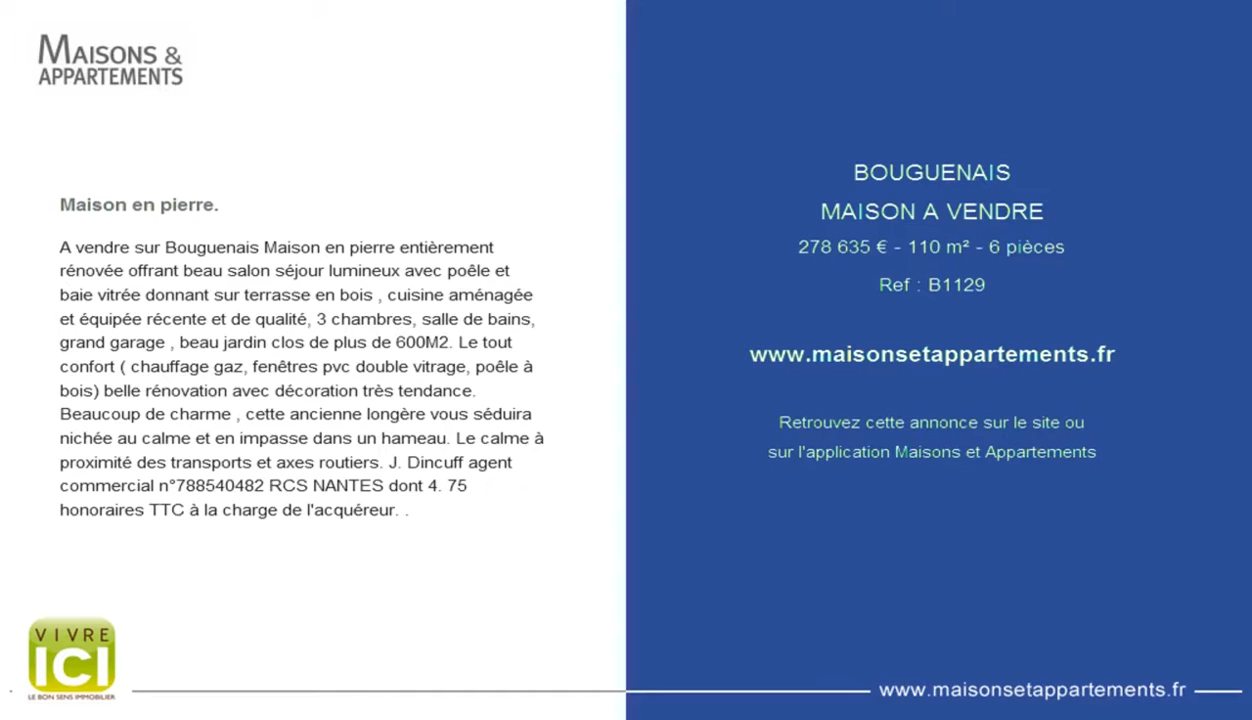 MAISONS &
APPARTEMENTS
Maison en pierre.
A vendre sur Bouguenais Maison en pierre entièrement
rénovée offrant beau salon séjour lumineux avec poêle et
baie vitrée donnant sur terrasse en bois , cuisine aménagée
et équipée récente et de qualité, 3 chambres, salle de bains,
grand garage , beau jardin clos de plus de 600M2. Le tout
confort ( chauffage gaz, fenêtres pvc double vitrage, poêle à
bois) belle rénovation avec décoration très tendance.
Beaucoup de charme , cette ancienne longère vous séduira
nichée au calme et en impasse dans un hameau. Le calme à
proximité des transports et axes routiers. J. Dincuff agent
commercial n°788540482 RCS NANTES dont 4. 75
honoraires TTC à la charge de l'acquéreur. .
VIVRE
ICI
LE BON SENS IMMOBILIER
BOUGUENAIS
MAISON A VENDRE
278 635 € - 110 m² - 6 pièces
Ref : B1129
www.maisonsetappartements.fr
Retrouvez cette annonce sur le site ou
sur l'application Maisons et Appartements
www.maisonsetappartements.fr